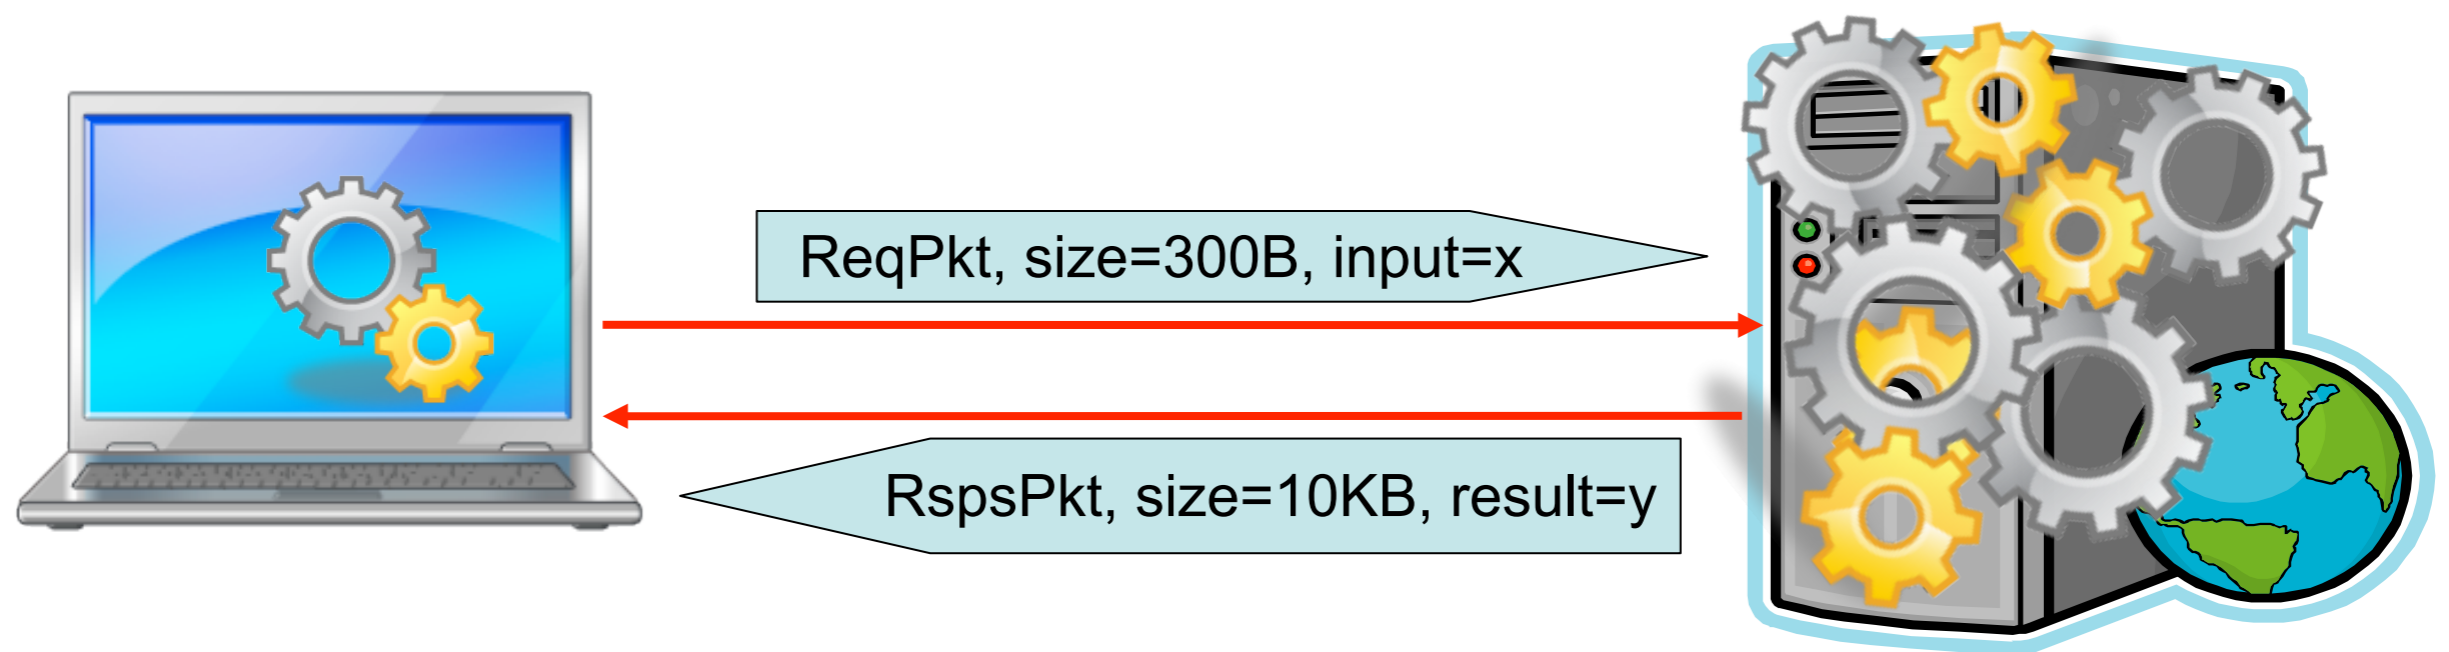 ReqPkt, size=300B, input=x
RspsPkt, size=10KB, result=y